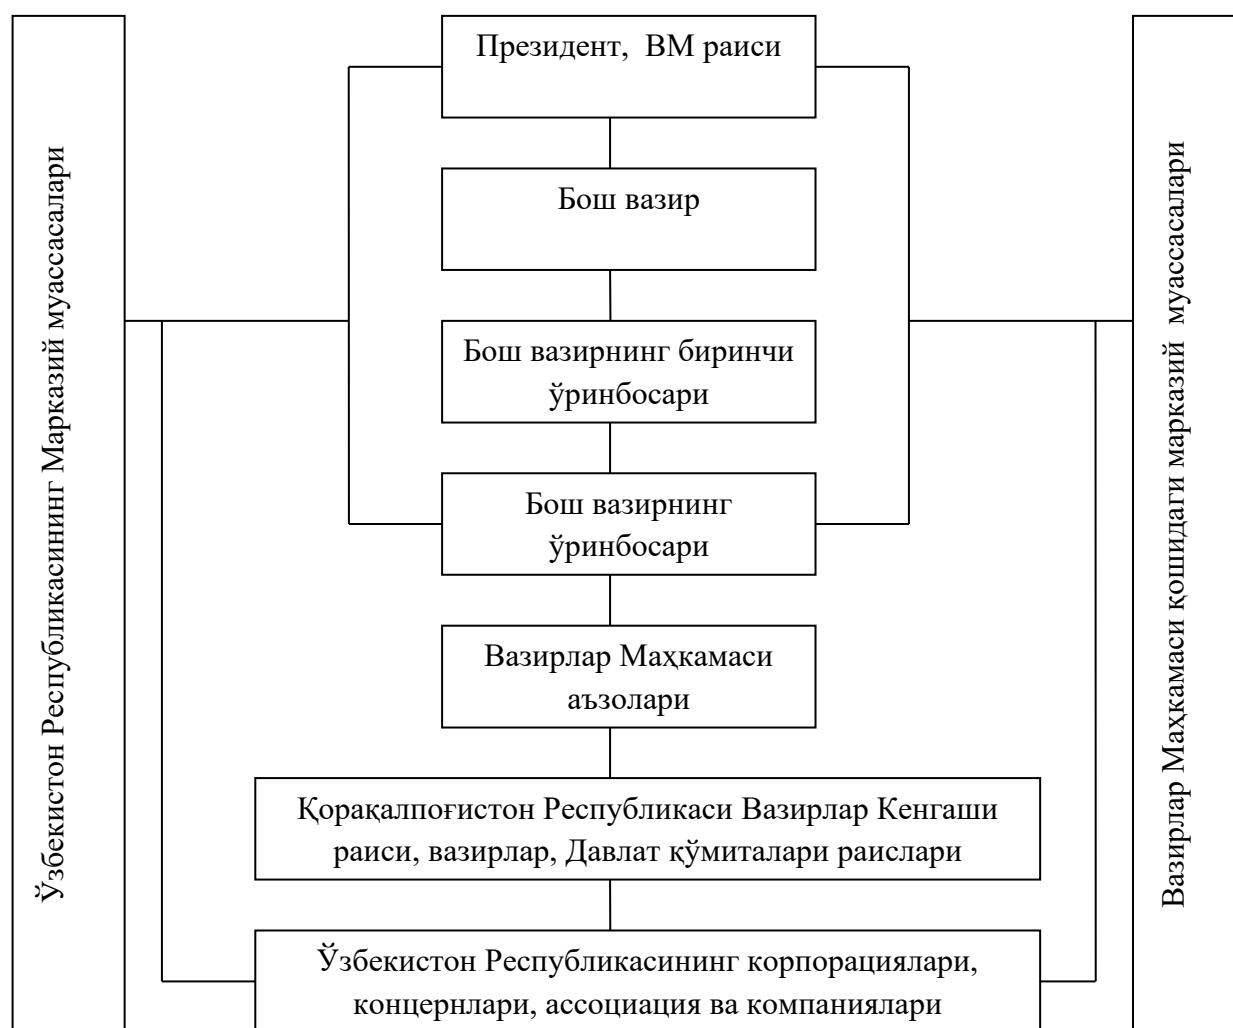 Ўзбекистон Республикасининг Марказий муассасалари
Президент, ВМ раиси
Бош вазир
Бош вазирнинг биринчи
ўринбосари
Бош вазирнинг
ўринбосари
Вазирлар Маҳкамаси
аъзолари
Қорақалпоғистон Республикаси Вазирлар Кенгаши
раиси, вазирлар, Давлат қўмиталари раислари
Ўзбекистон Республикасининг корпорациялари,
концернлари, ассоциация ва компаниялари
Вазирлар Маҳкамаси қошидаги марказий муассасалари